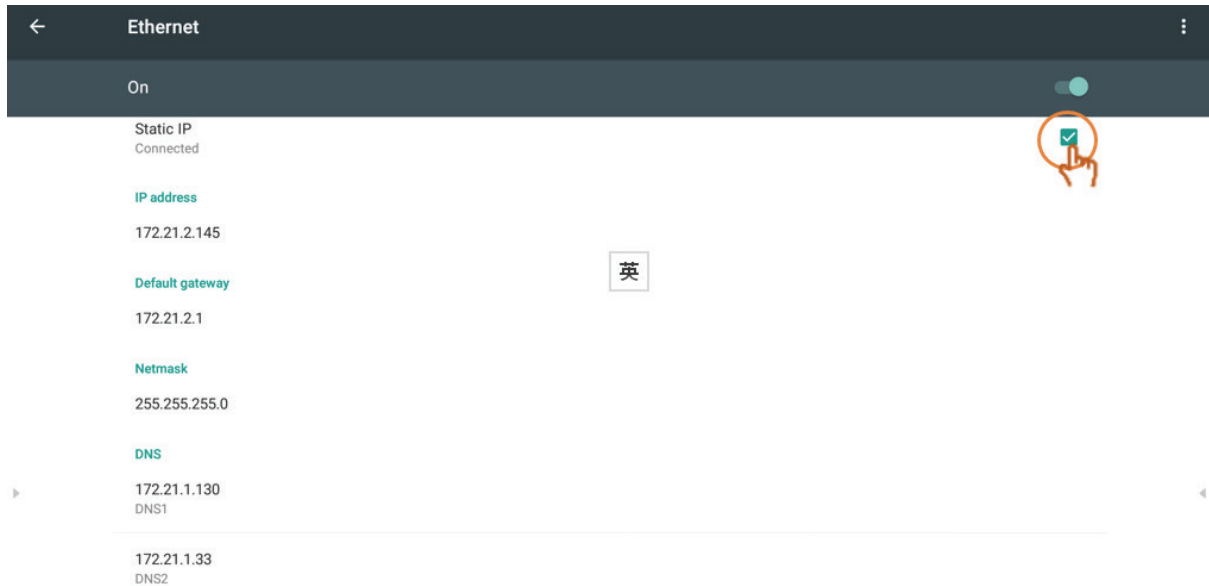 Ethernet
On
Static IP
Connected
IP address
172.21.2.145
英
Default gateway
172.21.2.1
Netmask
255.255.255.0
DNS
172.21.1.130
DNS1
172.21.1.33
DNS2